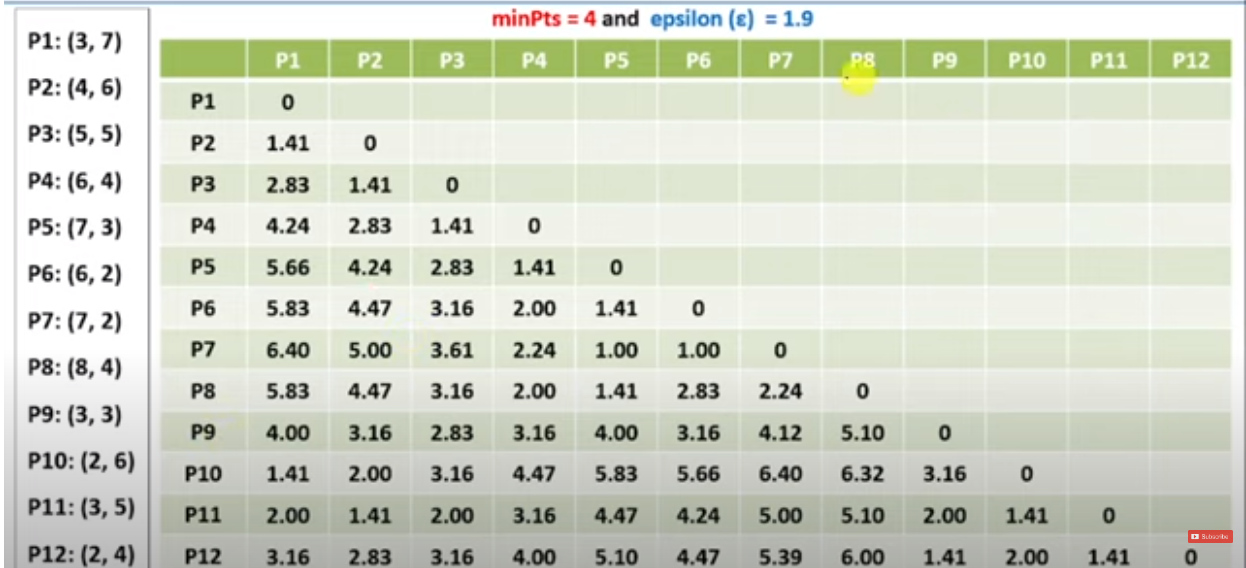 minPts = 4 and epsilon (ε) = 1.9
P1: (3, 7)
P2: (4, 6)
P3: (5, 5)
P4: (6, 4)
P5: (7, 3)
P6: (6, 2)
P7: (7, 2)
P8: (8, 4)
P9: (3, 3)
P10: (2, 6)
P11: (3, 5)
P12: (2, 4)
P1 P2 P3 P4 P5 P6 P7 P8 P9 P10 P11 P12
P1 0
P2 1.41 0
P3 2.83 1.41 0
P4 4.24 2.83 1.41 0
P5 5.66 4.24 2.83 1.41 0
P6 5.83 4.47 3.16 2.00 1.41 0
P7 6.40 5.00 3.61 2.24 1.00 1.00 0
P8 5.83 4.47 3.16 2.00 1.41 2.83 2.24 0
P9 4.00 3.16 2.83 3.16 4.00 3.16 4.12 5.10 0
P10 1.41 2.00 3.16 4.47 5.83 5.66 6.40 6.32 3.16 0
P11 2.00 1.41 2.00 3.16 4.47 4.24 5.00 5.10 2.00 1.41 0
P12 3.16 2.83 3.16 4.00 5.10 4.47 5.39 6.00 1.41 2.00 1.41 0
Subscribe